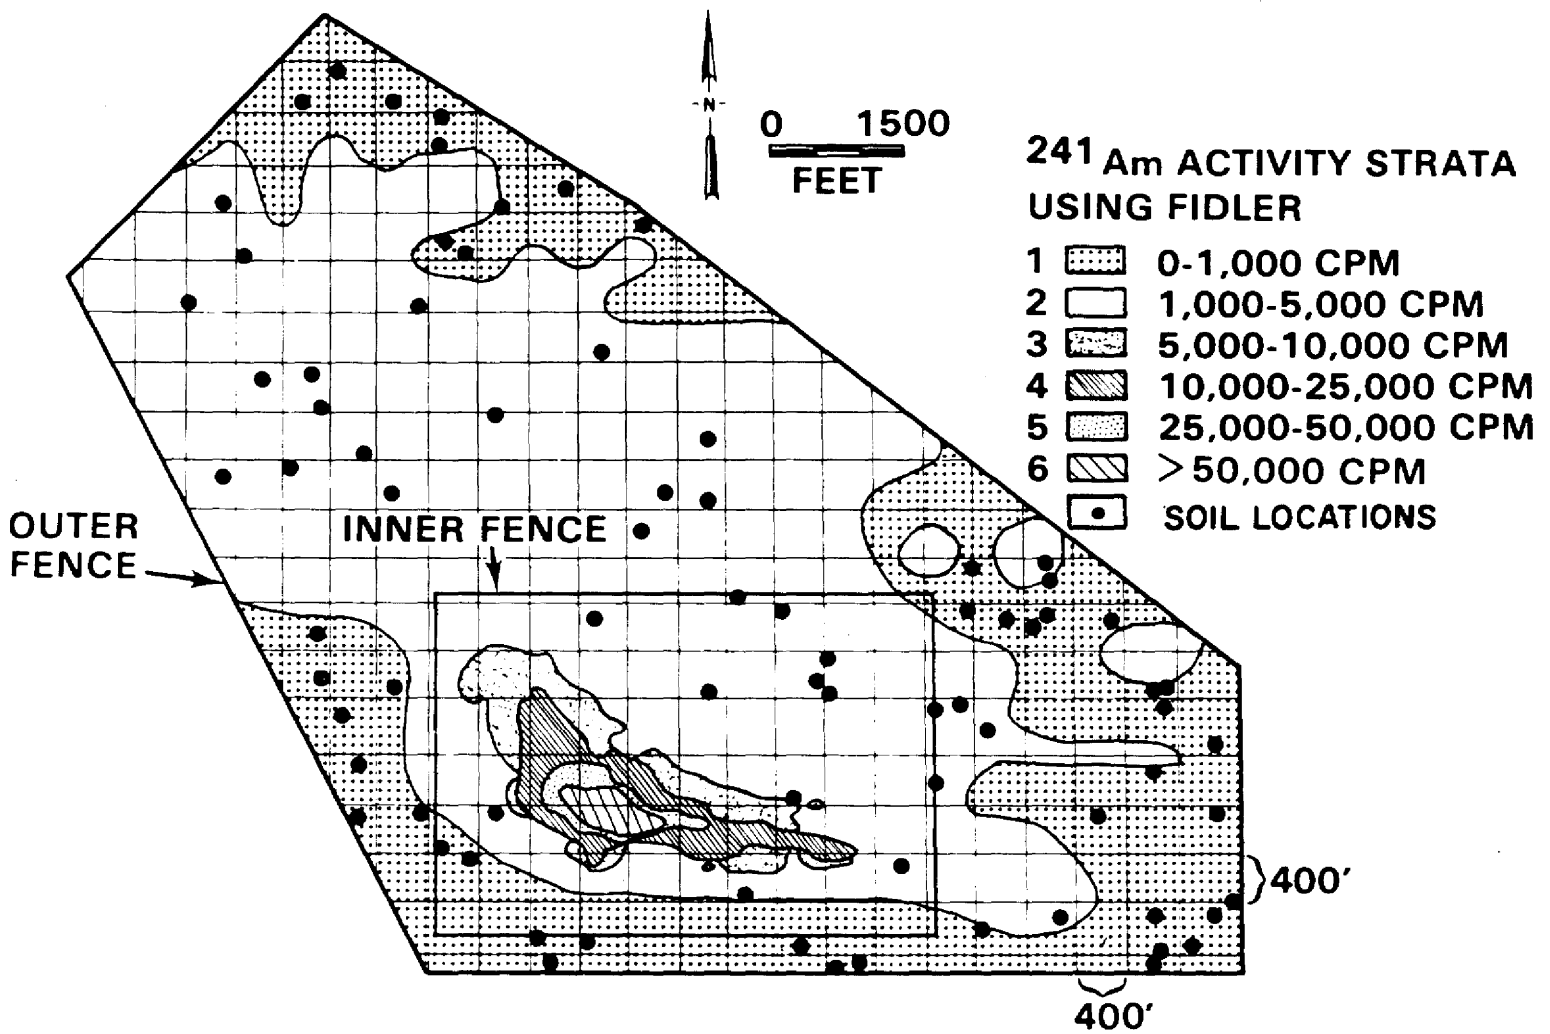 -N-
0 1500
FEET
²⁴¹Am ACTIVITY STRATA
USING FIDLER
1 0-1,000 CPM
2 1,000-5,000 CPM
3 5,000-10,000 CPM
4 10,000-25,000 CPM
5 25,000-50,000 CPM
6 >50,000 CPM
SOIL LOCATIONS
OUTER
FENCE
INNER FENCE
400'
400'